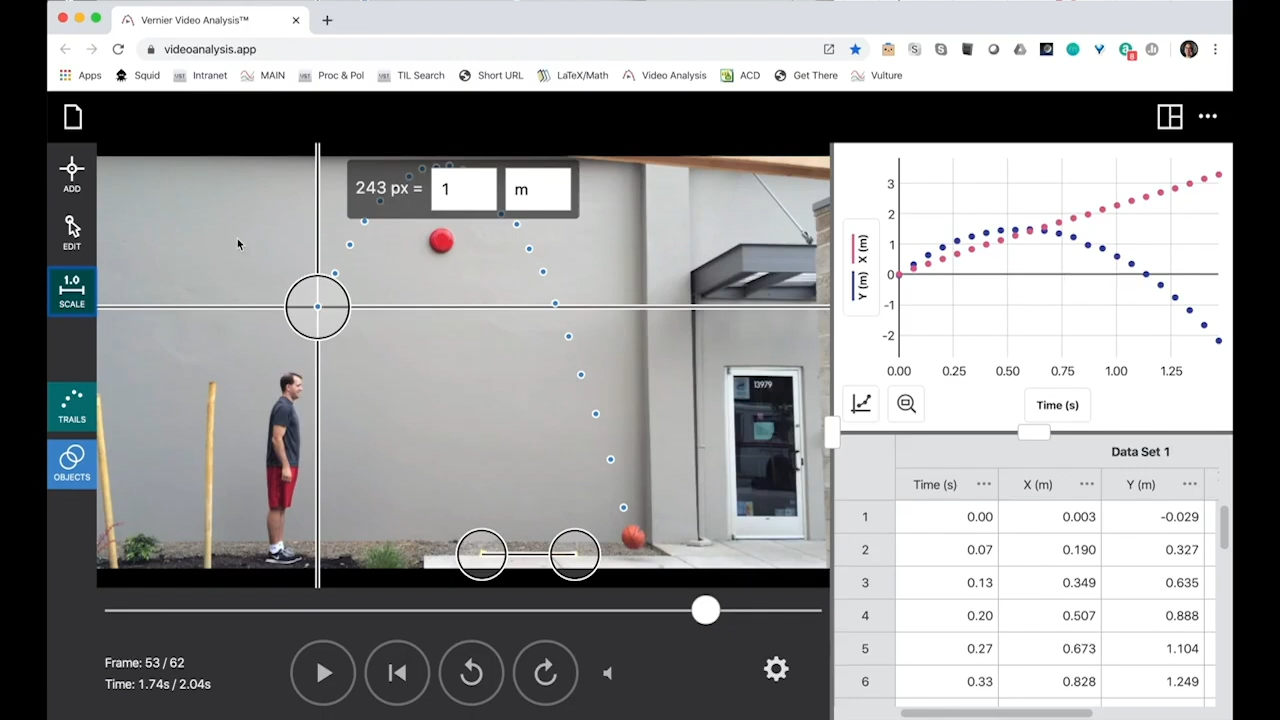 Vernier Video Analysis™
videoanalysis.app
8
Apps Squid Intranet MAIN Proc & Pol TIL Search Short URL LaTeX/Math Video Analysis ACD Get There Vulture
ADD
EDIT
1.0
SCALE
TRAILS
OBJECTS
243 px = 1 m
13979
Frame: 53 / 62
Time: 1.74s / 2.04s
X (m)
Y (m)
3
2
1
0
-1
-2
0.00 0.25 0.50 0.75 1.00 1.25
Time (s)
Data Set 1
Time (s) X (m) Y (m)
1 0.00 0.003 -0.029
2 0.07 0.190 0.327
3 0.13 0.349 0.635
4 0.20 0.507 0.888
5 0.27 0.673 1.104
6 0.33 0.828 1.249